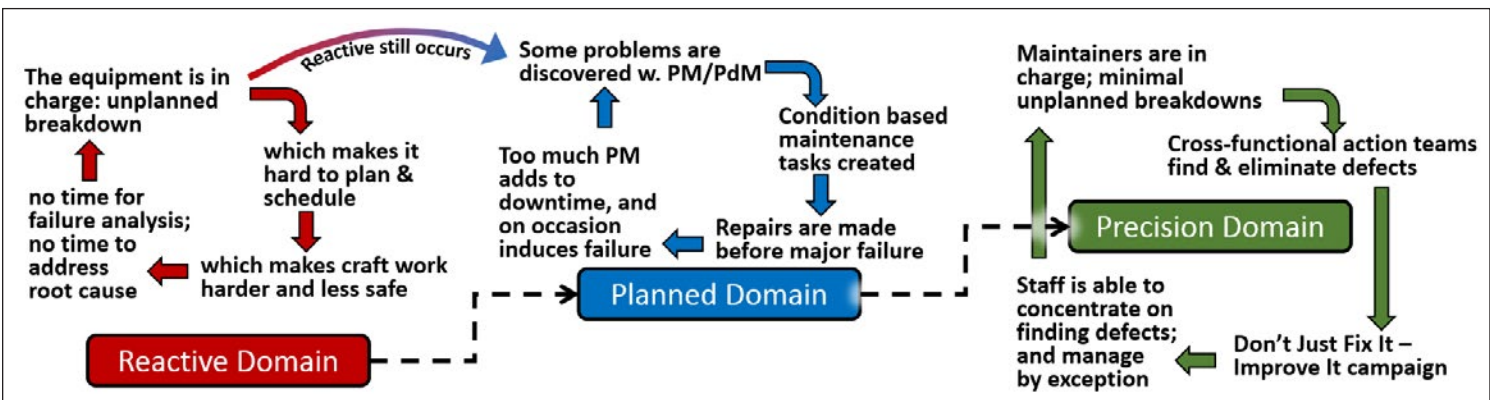 The equipment is in
charge: unplanned
breakdown
Reactive still occurs
which makes it
hard to plan &
schedule
which makes craft work
harder and less safe
no time for
failure analysis;
no time to
address
root cause
Reactive Domain
Some problems are
discovered w. PM/PdM
Condition based
maintenance
tasks created
Repairs are made
before major failure
Too much PM
adds to
downtime, and
on occasion
induces failure
Planned Domain
Maintainers are in
charge; minimal
unplanned breakdowns
Cross-functional action teams
find & eliminate defects
Don’t Just Fix It –
Improve It campaign
Staff is able to
concentrate on
finding defects;
and manage
by exception
Precision Domain